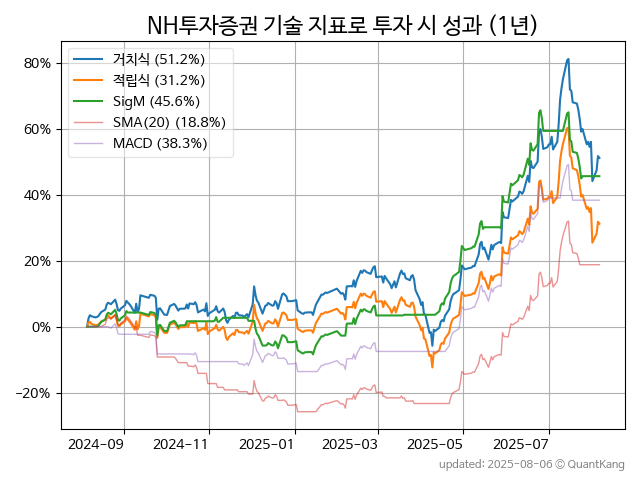 NH투자증권 기술 지표로 투자 시 성과 (1년)
거치식 (51.2%)
적립식 (31.2%)
SigM (45.6%)
SMA(20) (18.8%)
MACD (38.3%)
80%
60%
40%
20%
0%
−20%
2024-09 2024-11 2025-01 2025-03 2025-05 2025-07
updated: 2025-08-06 © QuantKang